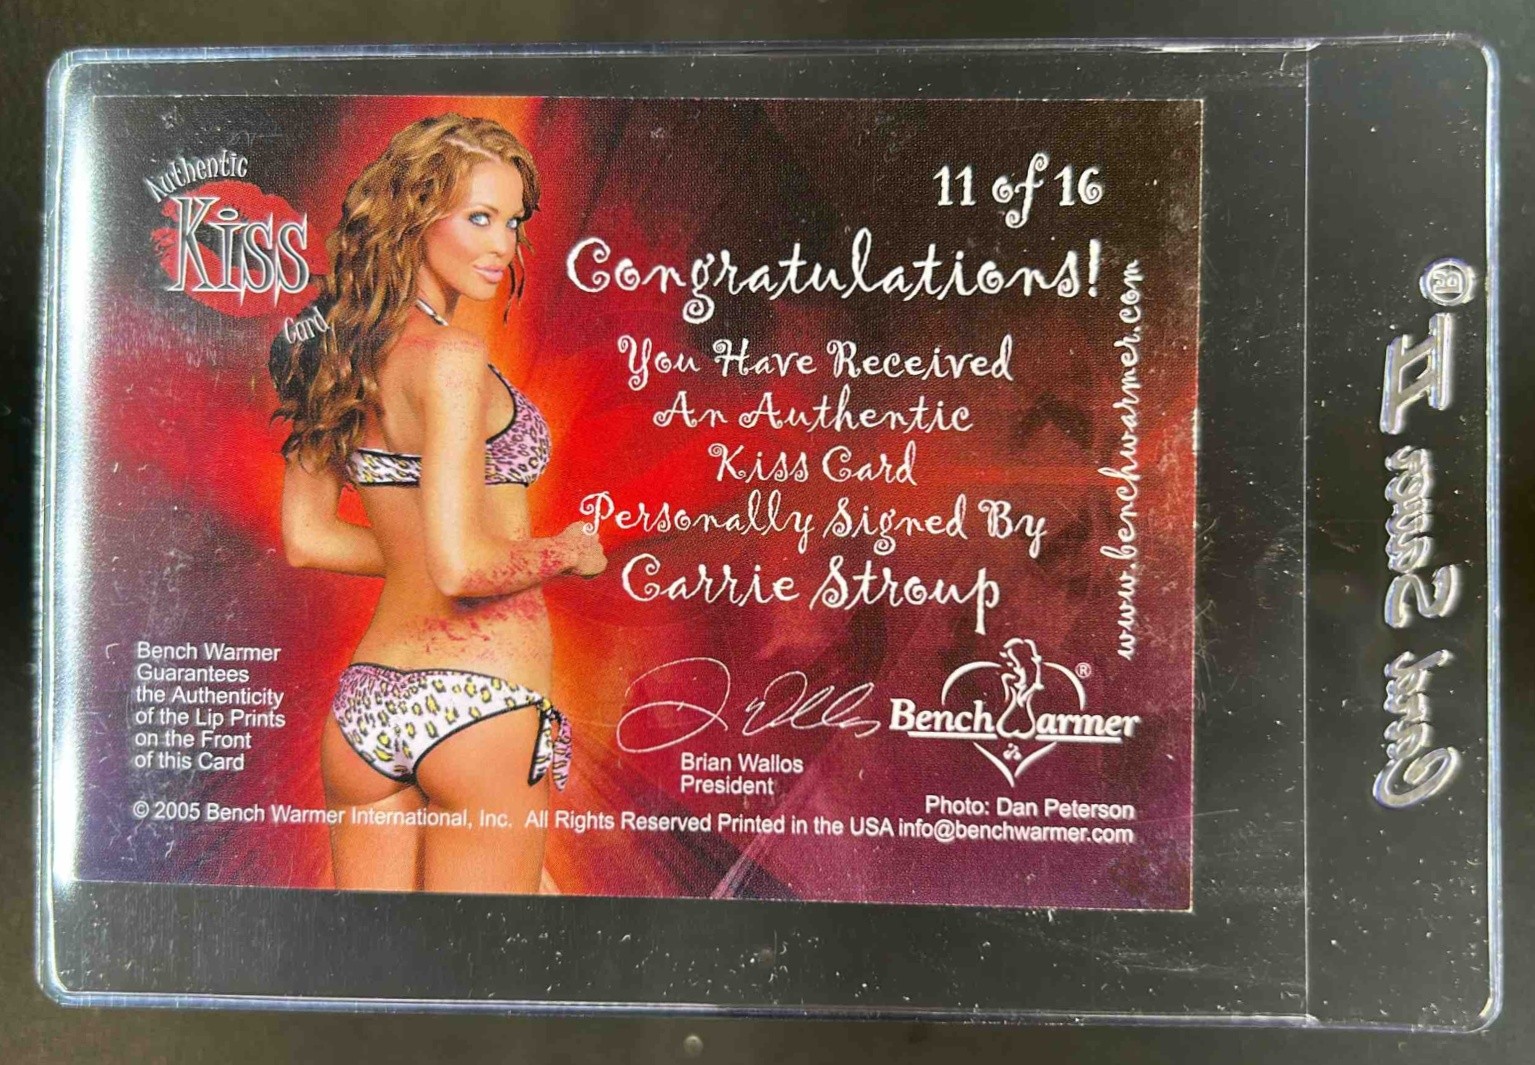 Authentic
Kiss
Card
11 of 16
Congratulations!
You Have Received
An Authentic
Kiss Card
Personally Signed By
Carrie Stroup
www.benchwarmer.com
Bench Warmer
Guarantees
the Authenticity
of the Lip Prints
on the Front
of this Card
Brian Wallos
President
BenchWarmer®
Photo: Dan Peterson
© 2005 Bench Warmer International, Inc. All Rights Reserved Printed in the USA info@benchwarmer.com
Card Saver II